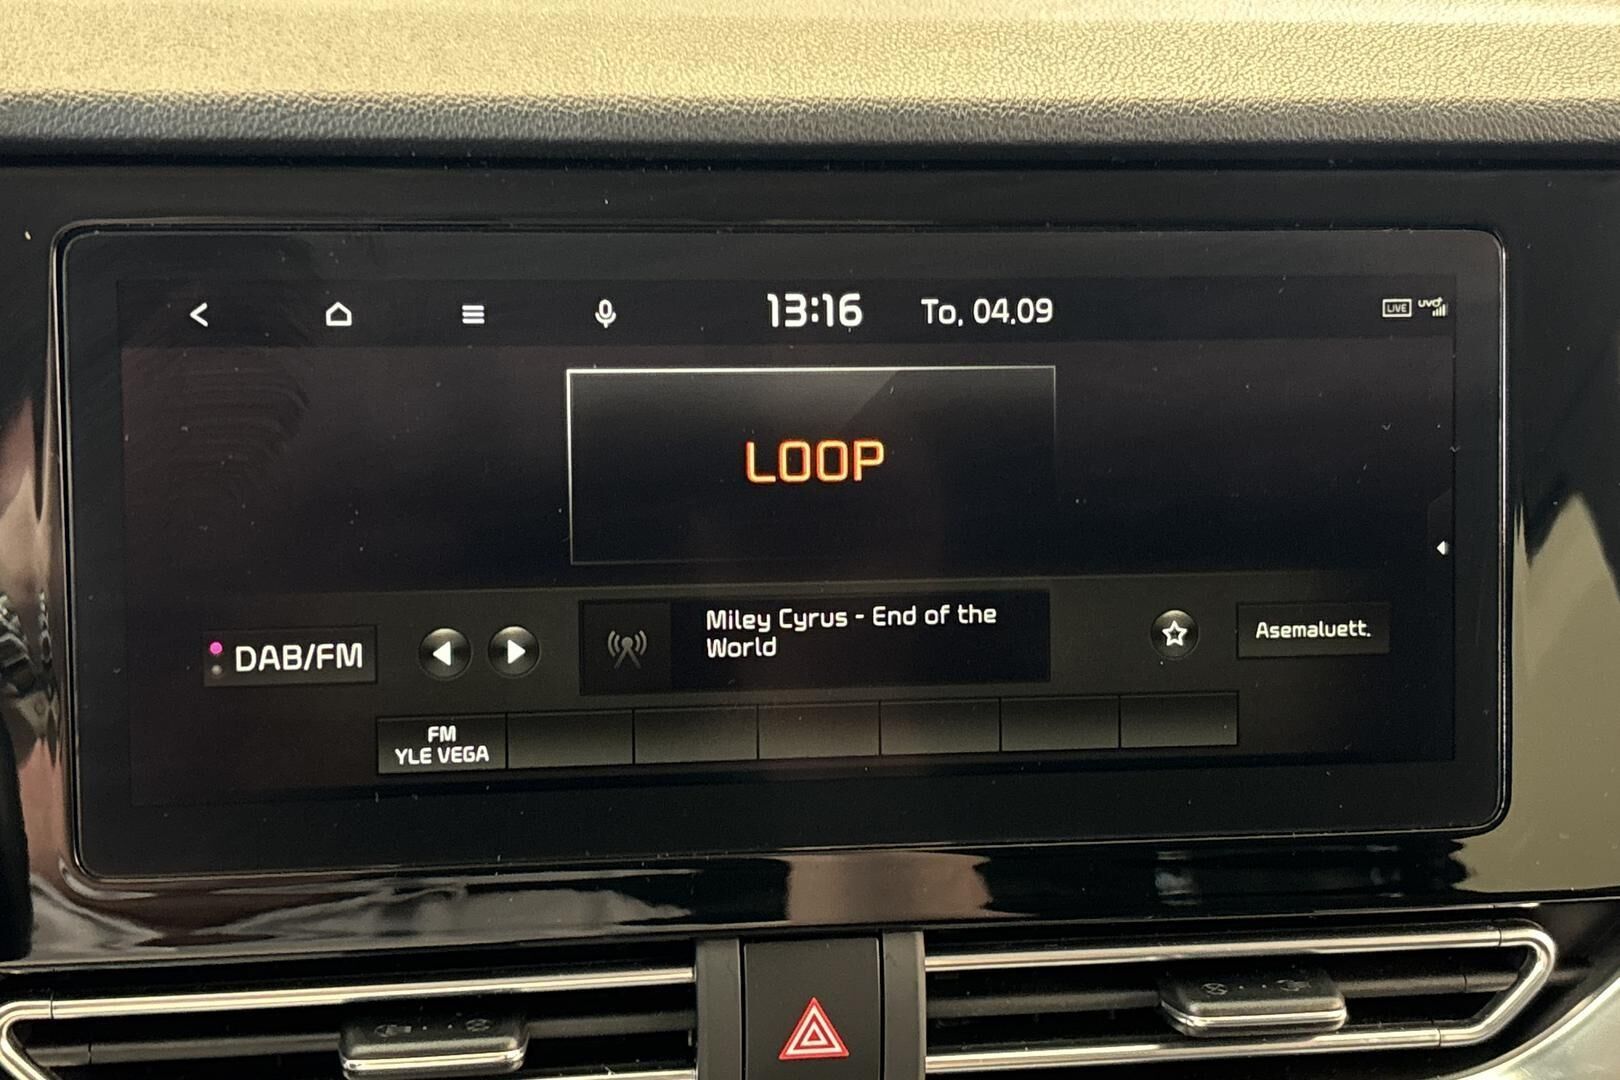 13:16 To, 04.09 LIVE UVO
LOOP
Miley Cyrus - End of the
World
DAB/FM
Asemaluett.
FM
YLE VEGA